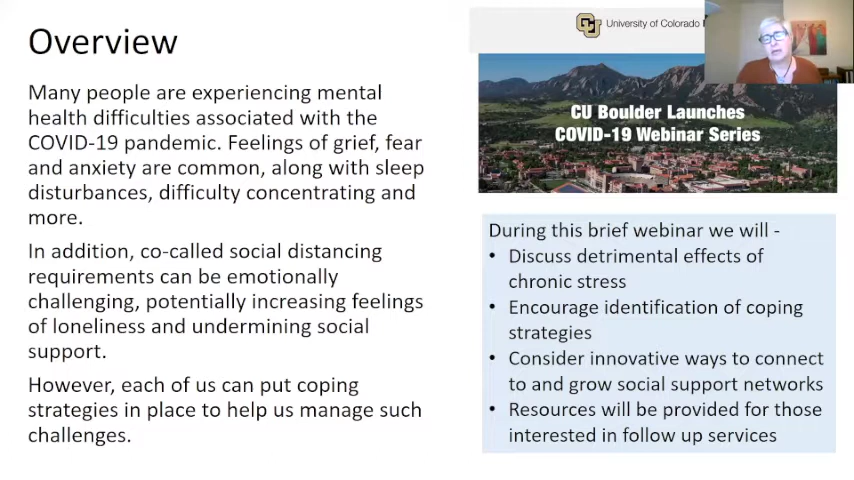 Overview
Many people are experiencing mental
health difficulties associated with the
COVID-19 pandemic. Feelings of grief, fear
and anxiety are common, along with sleep
disturbances, difficulty concentrating and
more.
In addition, co-called social distancing
requirements can be emotionally
challenging, potentially increasing feelings
of loneliness and undermining social
support.
However, each of us can put coping
strategies in place to help us manage such
challenges.
University of Colorado
CU Boulder Launches
COVID-19 Webinar Series
During this brief webinar we will -
• Discuss detrimental effects of
chronic stress
• Encourage identification of coping
strategies
• Consider innovative ways to connect
to and grow social support networks
• Resources will be provided for those
interested in follow up services